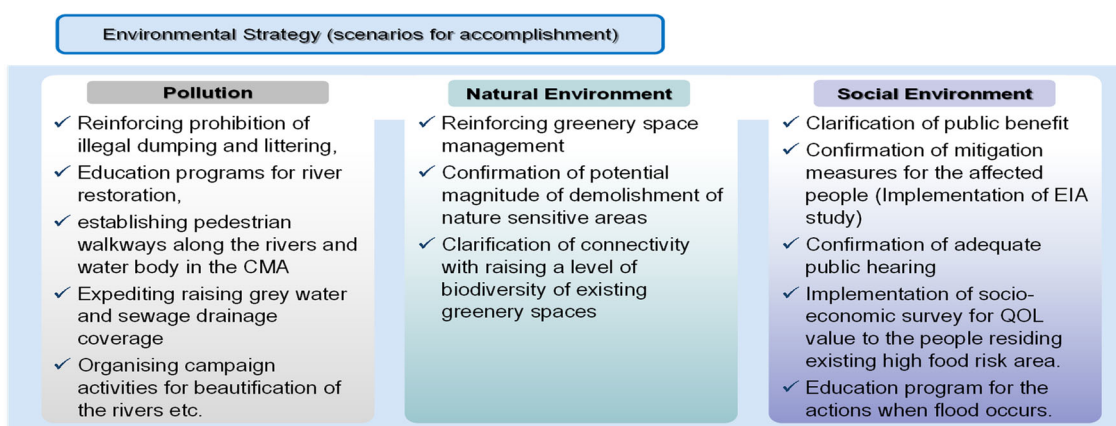 Environmental Strategy (scenarios for accomplishment)
Pollution
✓ Reinforcing prohibition of
illegal dumping and littering,
✓ Education programs for river
restoration,
✓ establishing pedestrian
walkways along the rivers and
water body in the CMA
✓ Expediting raising grey water
and sewage drainage
coverage
✓ Organising campaign
activities for beautification of
the rivers etc.
Natural Environment
✓ Reinforcing greenery space
management
✓ Confirmation of potential
magnitude of demolishment of
nature sensitive areas
✓ Clarification of connectivity
with raising a level of
biodiversity of existing
greenery spaces
Social Environment
✓ Clarification of public benefit
✓ Confirmation of mitigation
measures for the affected
people (Implementation of EIA
study)
✓ Confirmation of adequate
public hearing
✓ Implementation of socio-
economic survey for QOL
value to the people residing
existing high food risk area.
✓ Education program for the
actions when flood occurs.